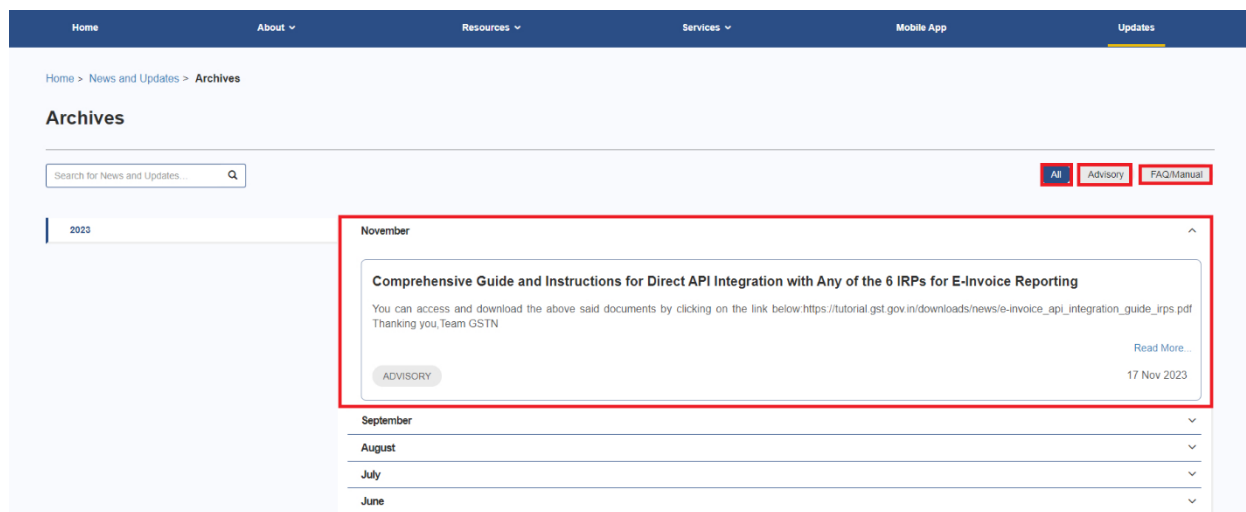 Home About Resources Services Mobile App Updates
Home > News and Updates > Archives
Archives
Search for News and Updates...
All Advisory FAQ/Manual
2023
November
Comprehensive Guide and Instructions for Direct API Integration with Any of the 6 IRPs for E-Invoice Reporting
You can access and download the above said documents by clicking on the link below:https://tutorial.gst.gov.in/downloads/news/e-invoice_api_integration_guide_irps.pdf
Thanking you,Team GSTN
Read More...
ADVISORY 17 Nov 2023
September
August
July
June